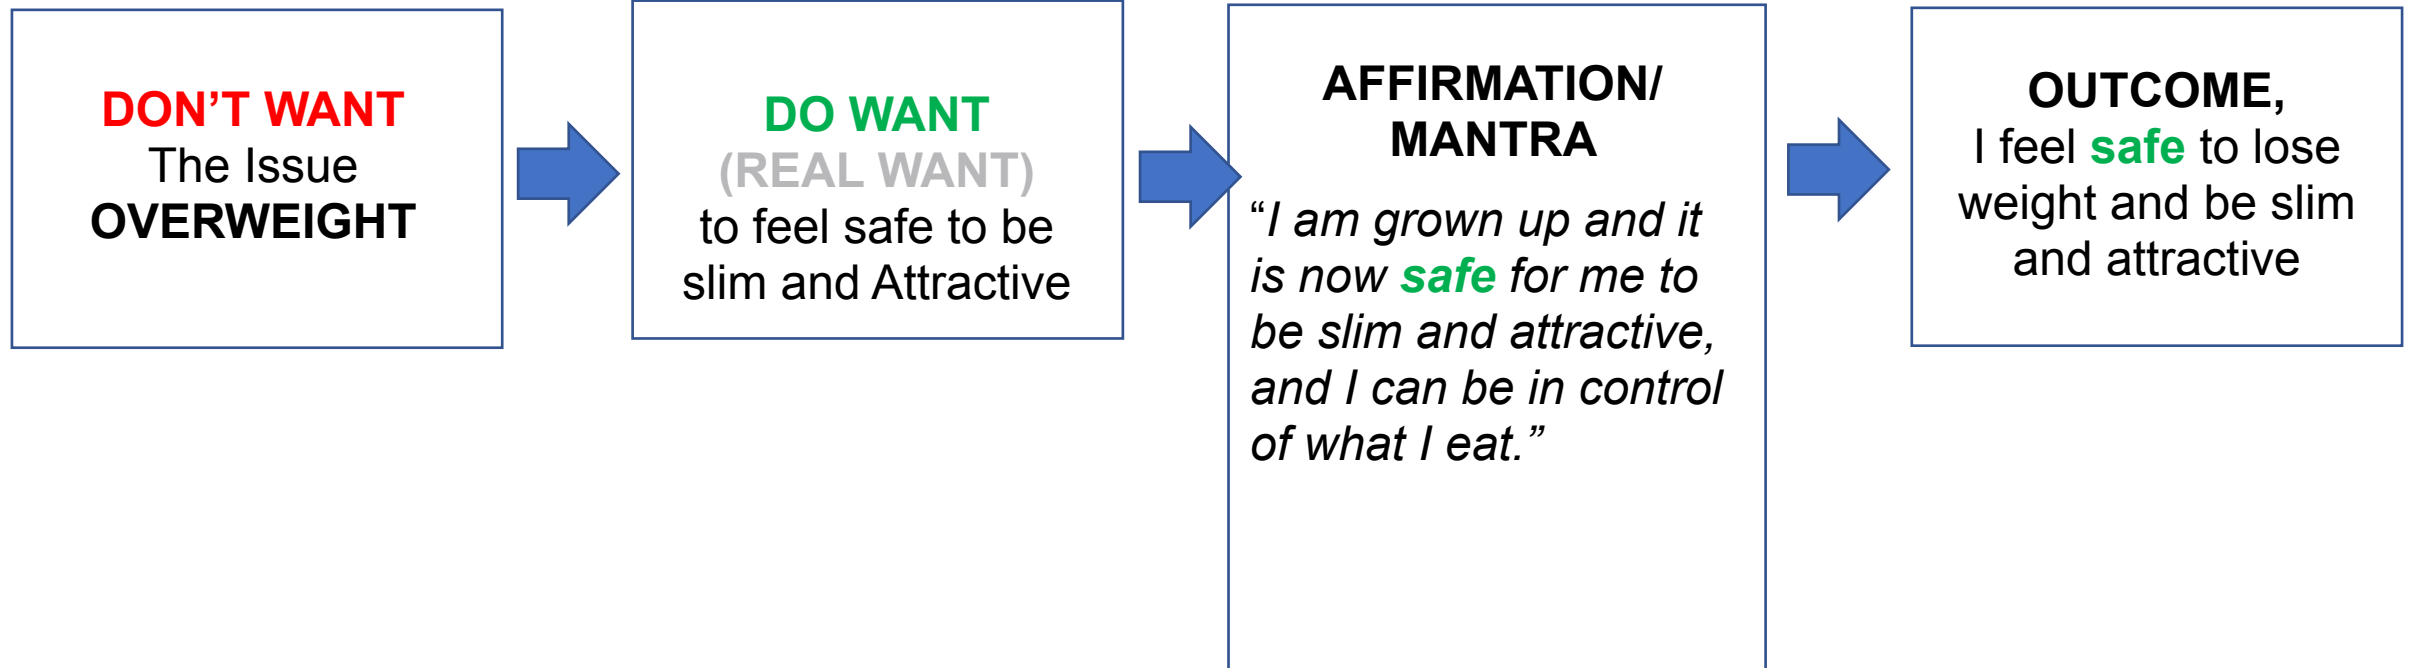 DON’T WANT
The Issue
OVERWEIGHT
DO WANT
(REAL WANT)
to feel safe to be
slim and Attractive
AFFIRMATION/
MANTRA
“I am grown up and it
is now safe for me to
be slim and attractive,
and I can be in control
of what I eat.”
OUTCOME,
I feel safe to lose
weight and be slim
and attractive